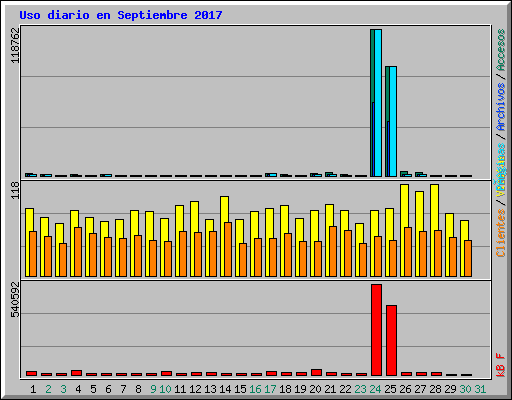 Uso diario en Septiembre 2017
118762
118
540592
Accesos
/ Archivos /
Clientes /
kB F
1 2 3 4 5 6 7 8 9 10 11 12 13 14 15 16 17 18 19 20 21 22 23 24 25 26 27 28 29 30 31